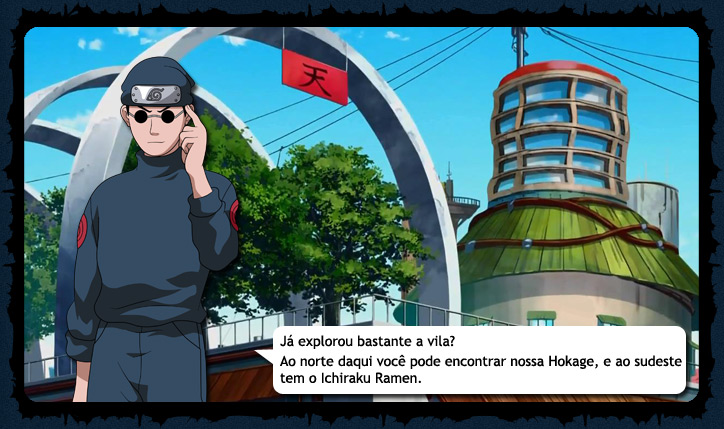 天
Já explorou bastante a vila?
Ao norte daqui você pode encontrar nossa Hokage, e ao sudeste
tem o Ichiraku Ramen.